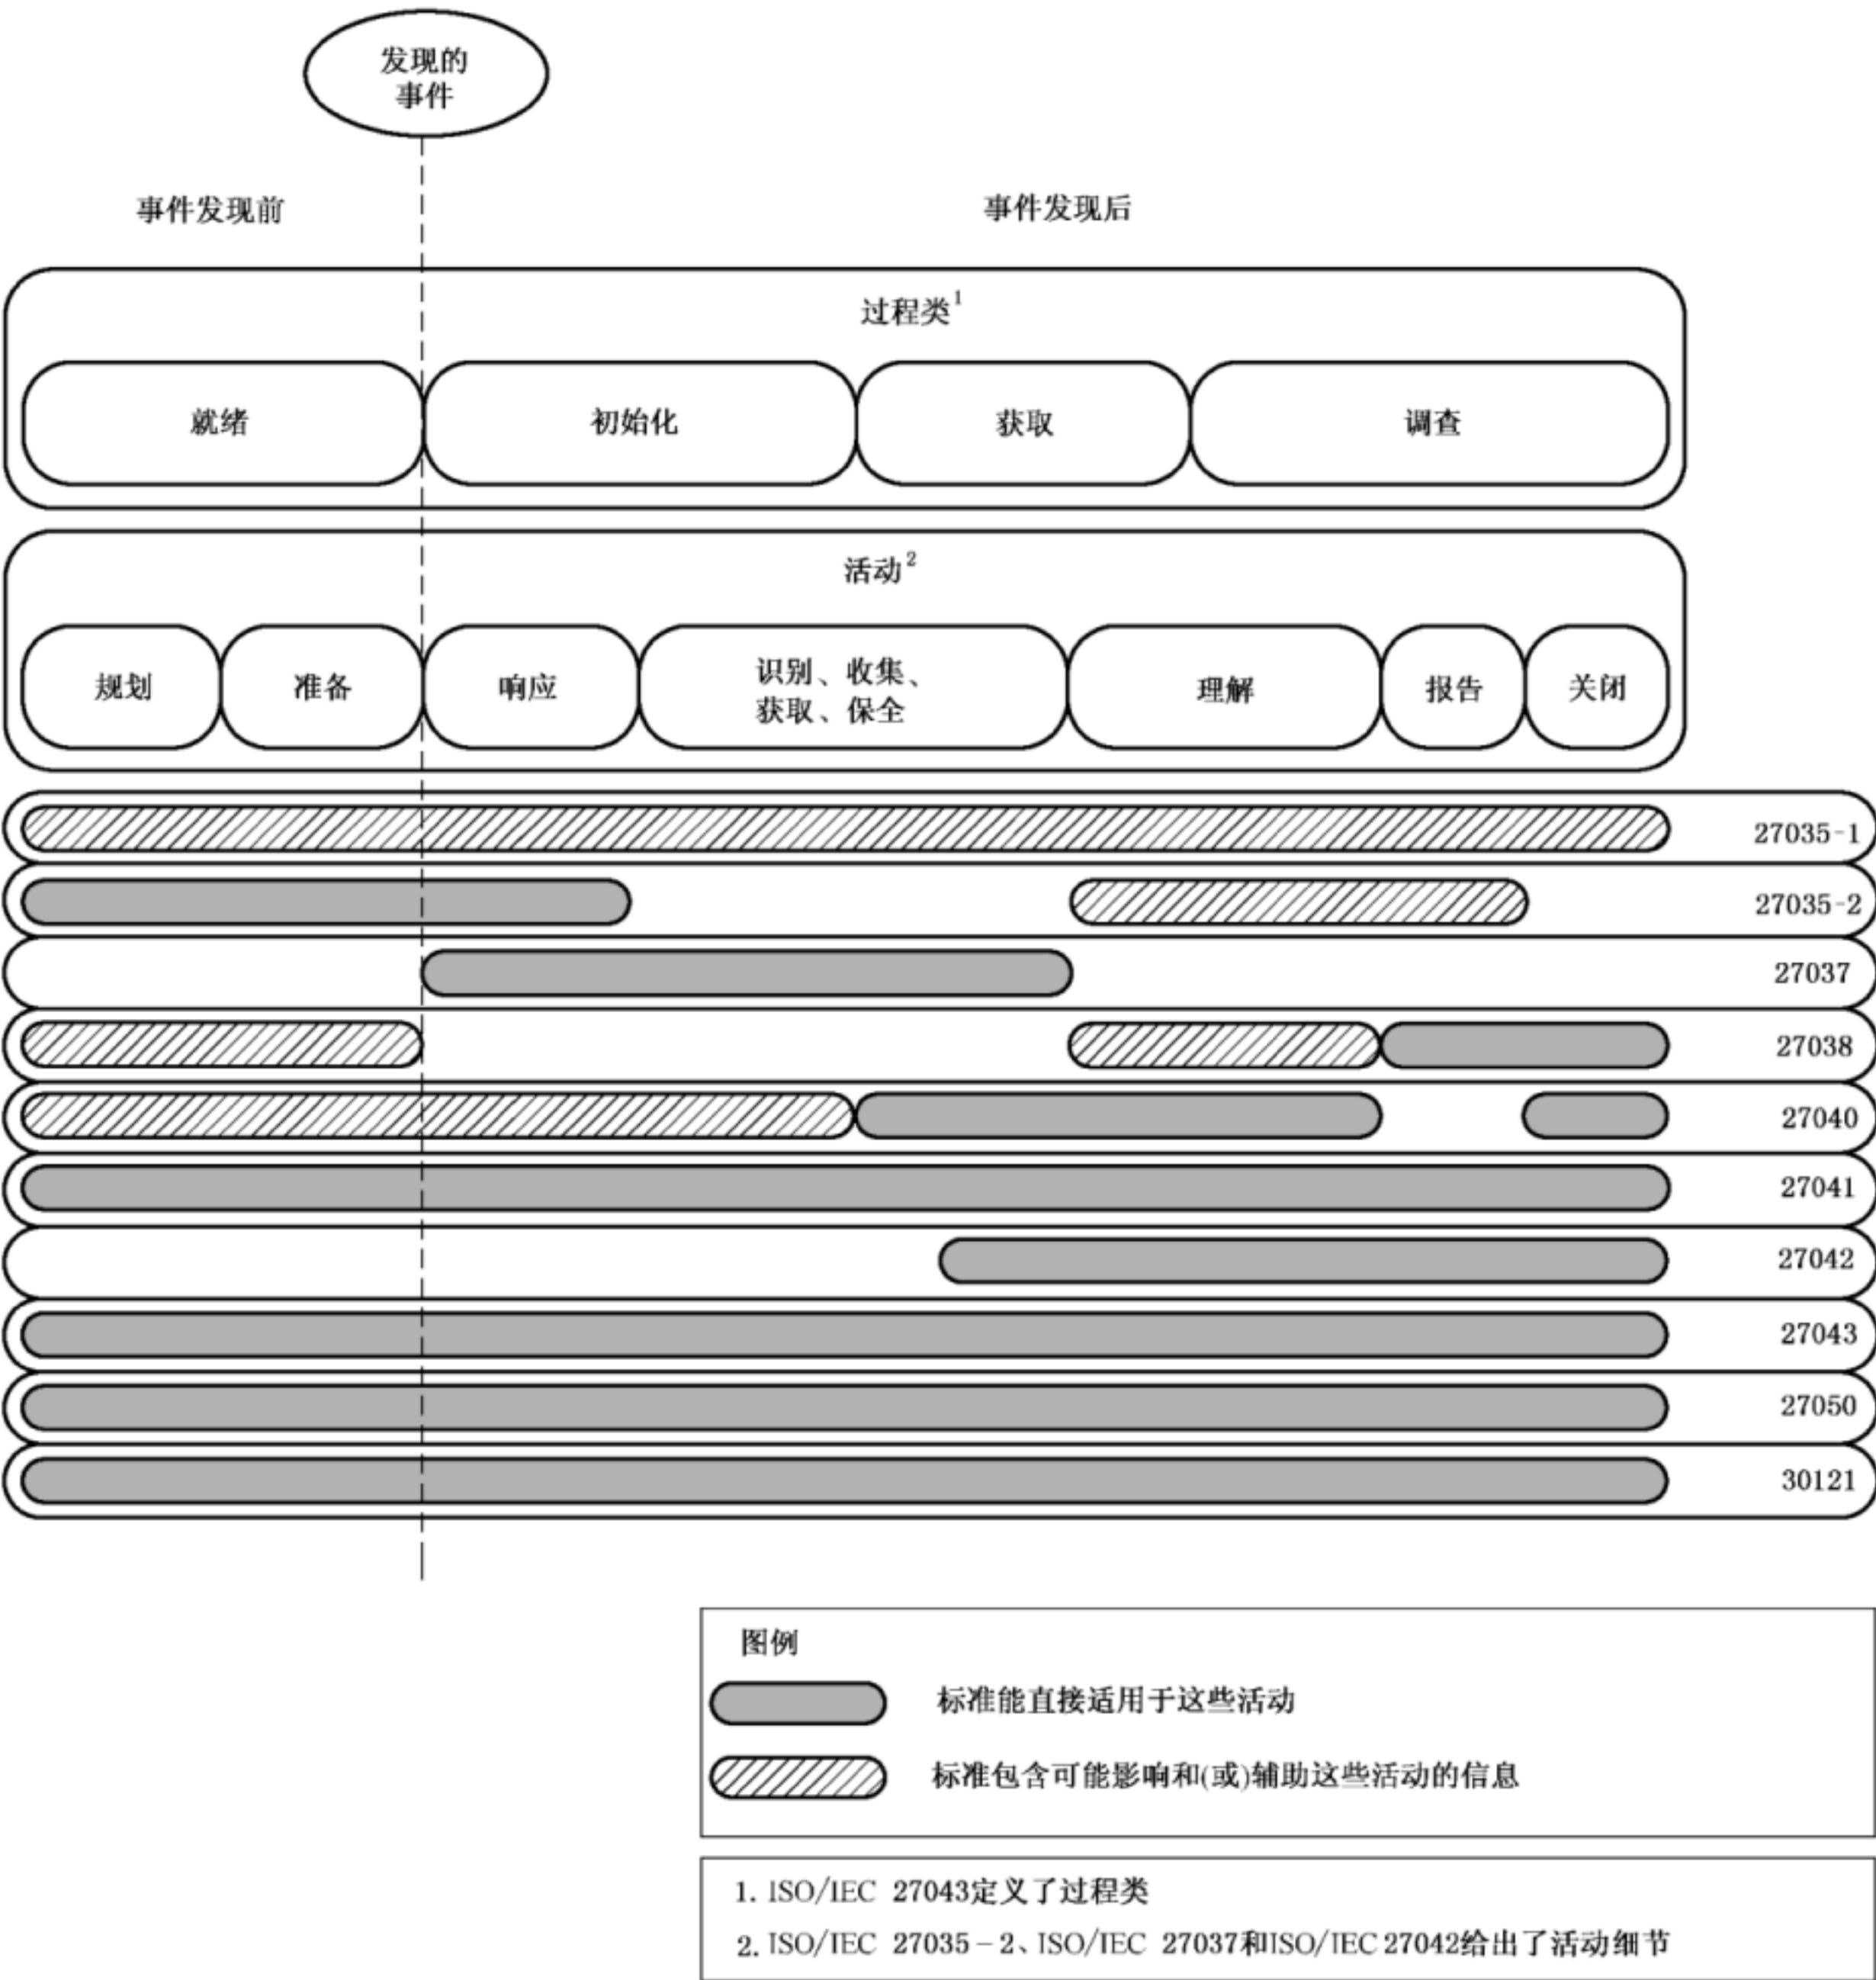 发现的
事件
事件发现前
事件发现后
过程类1
就绪
初始化
获取
调查
活动2
规划
准备
响应
识别、收集、
获取、保全
理解
报告
关闭
27035-1
27035-2
27037
27038
27040
27041
27042
27043
27050
30121
图例
标准能直接适用于这些活动
标准包含可能影响和(或)辅助这些活动的信息
1. ISO/IEC 27043定义了过程类
2. ISO/IEC 27035-2、ISO/IEC 27037和ISO/IEC 27042给出了活动细节